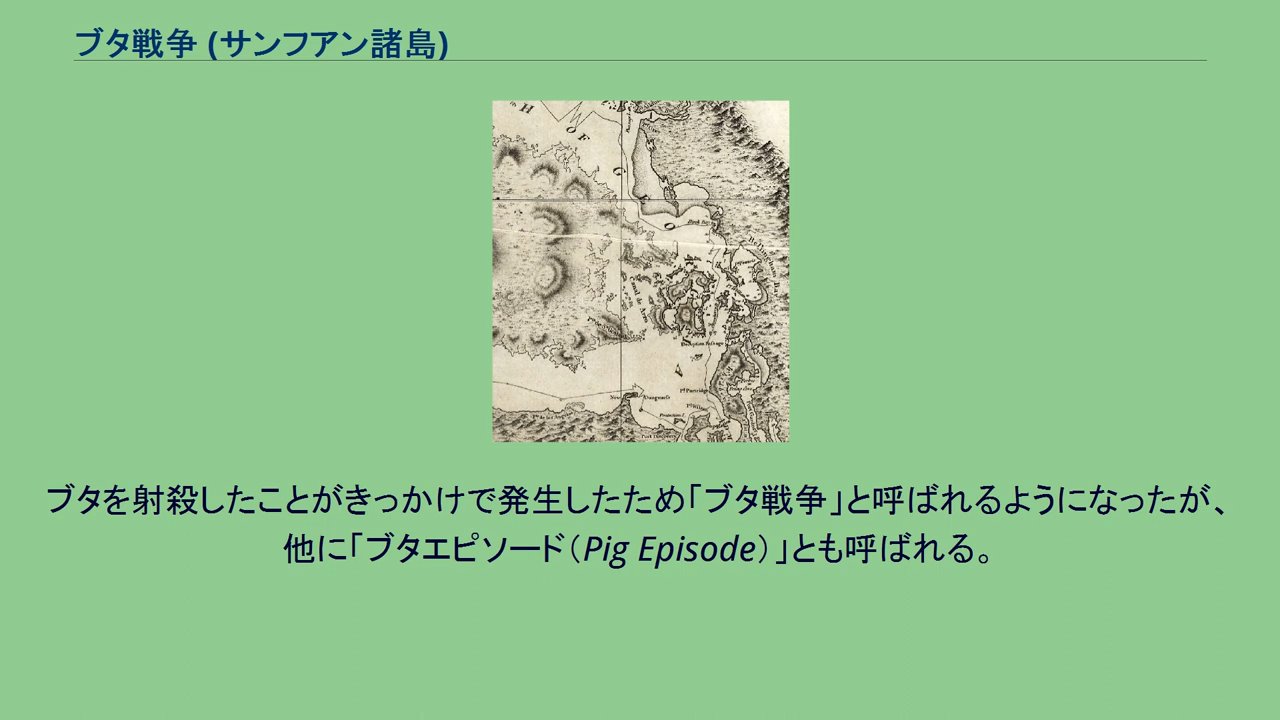 ブタ戦争 (サンフアン諸島)
H
OF
G
E
O
ブタを射殺したことがきっかけで発生したため「ブタ戦争」と呼ばれるようになったが、
他に「ブタエピソード（Pig Episode）」とも呼ばれる。